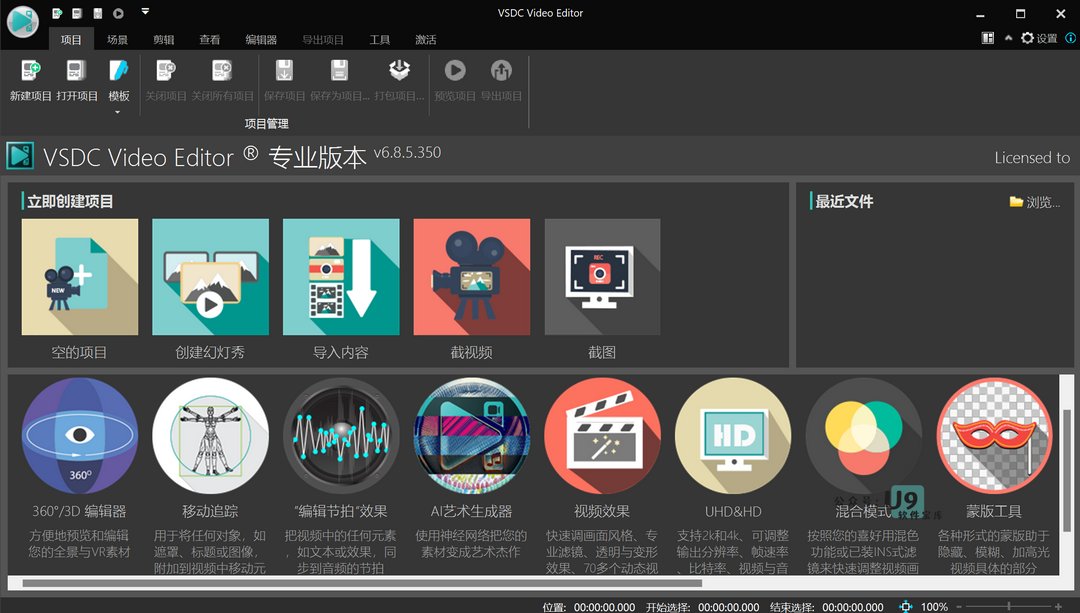 VSDC Video Editor
项目 场景 剪辑 查看 编辑器 导出项目 工具 激活
设置
新建项目 打开项目 模板 关闭项目 关闭所有项目 保存项目 保存为项目... 打包项目... 预览项目 导出项目
项目管理
VSDC Video Editor ® 专业版本 v6.8.5.350
Licensed to
立即创建项目
最近文件
浏览...
NEW
REC
空的项目
创建幻灯秀
导入内容
截视频
截图
360°
HD
360°/3D 编辑器
方便地预览和编辑
您的全景与VR素材
移动追踪
用于将任何对象，如
遮罩、标题或图像，
附加到视频中移动元
"编辑节拍"效果
把视频中的任何元素
，如文本或效果，同
步到音频的节拍
AI艺术生成器
使用神经网络把您的
素材变成艺术杰作
视频效果
快速调画面风格、专
业滤镜、透明与变形
效果、70多个动态视
UHD&HD
支持2k和4k、可调整
输出分辨率、帧速率
、比特率、视频与音
混合模式
按照您的喜好用混色
功能或已装INS式滤
镜来快速调整视频画
蒙版工具
各种形式的蒙版助于
隐藏、模糊、加高光
视频具体的部分
公众号:
U9
软件宝库
位置: 00:00:00.000 开始选择: 00:00:00.000 结束选择: 00:00:00.000 100%